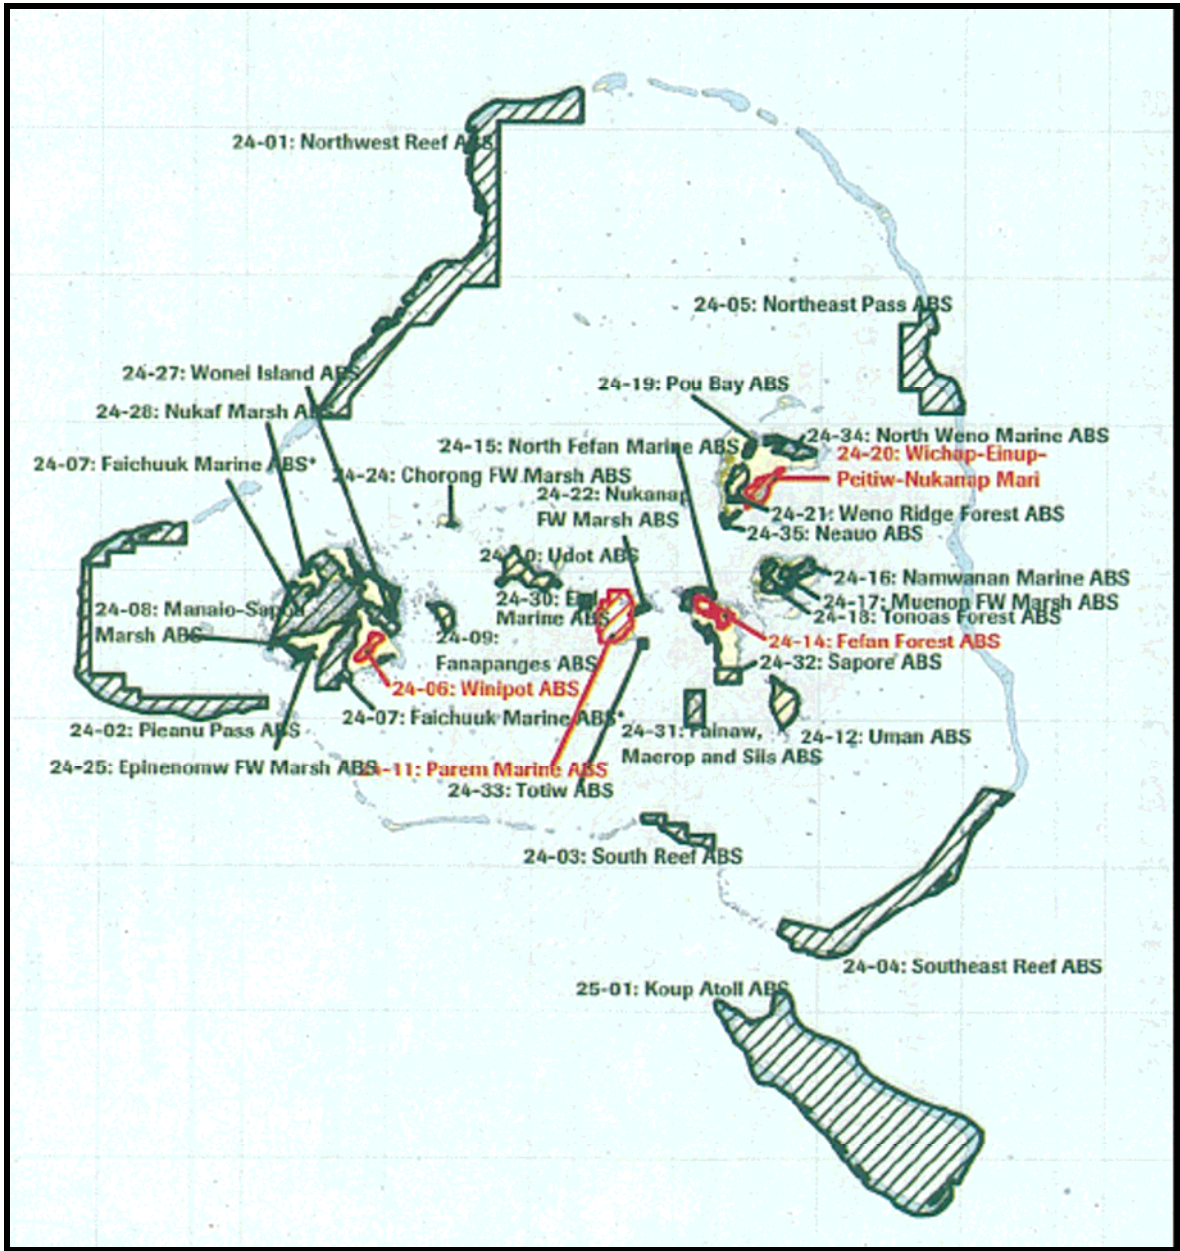 24-01: Northwest Reef ABS
24-05: Northeast Pass ABS
24-27: Wonei Island ABS
24-19: Pou Bay ABS
24-28: Nukaf Marsh ABS
24-15: North Fefan Marine ABS
24-34: North Weno Marine ABS
24-20: Wichap-Einup-
Peitiw-Nukanap Mari
24-07: Faichuuk Marine ABS*
24-24: Chorong FW Marsh ABS
24-22: Nukanap
FW Marsh ABS
24-21: Weno Ridge Forest ABS
24-35: Neauo ABS
24-10: Udot ABS
24-16: Namwanan Marine ABS
24-30:
Marine ABS
24-17: Muenon FW Marsh ABS
24-18: Tonoas Forest ABS
24-08: Manaio-Sapou
Marsh ABS
24-09:
Fanapanges ABS
24-14: Fefan Forest ABS
24-32: Sapore ABS
24-06: Winipot ABS
24-07: Faichuuk Marine ABS*
24-02: Pieanu Pass ABS
24-31: Fainaw,
Maerop and Siis ABS
24-12: Uman ABS
24-25: Epinenomw FW Marsh ABS
24-11: Parem Marine ABS
24-33: Totiw ABS
24-03: South Reef ABS
24-04: Southeast Reef ABS
25-01: Koup Atoll ABS